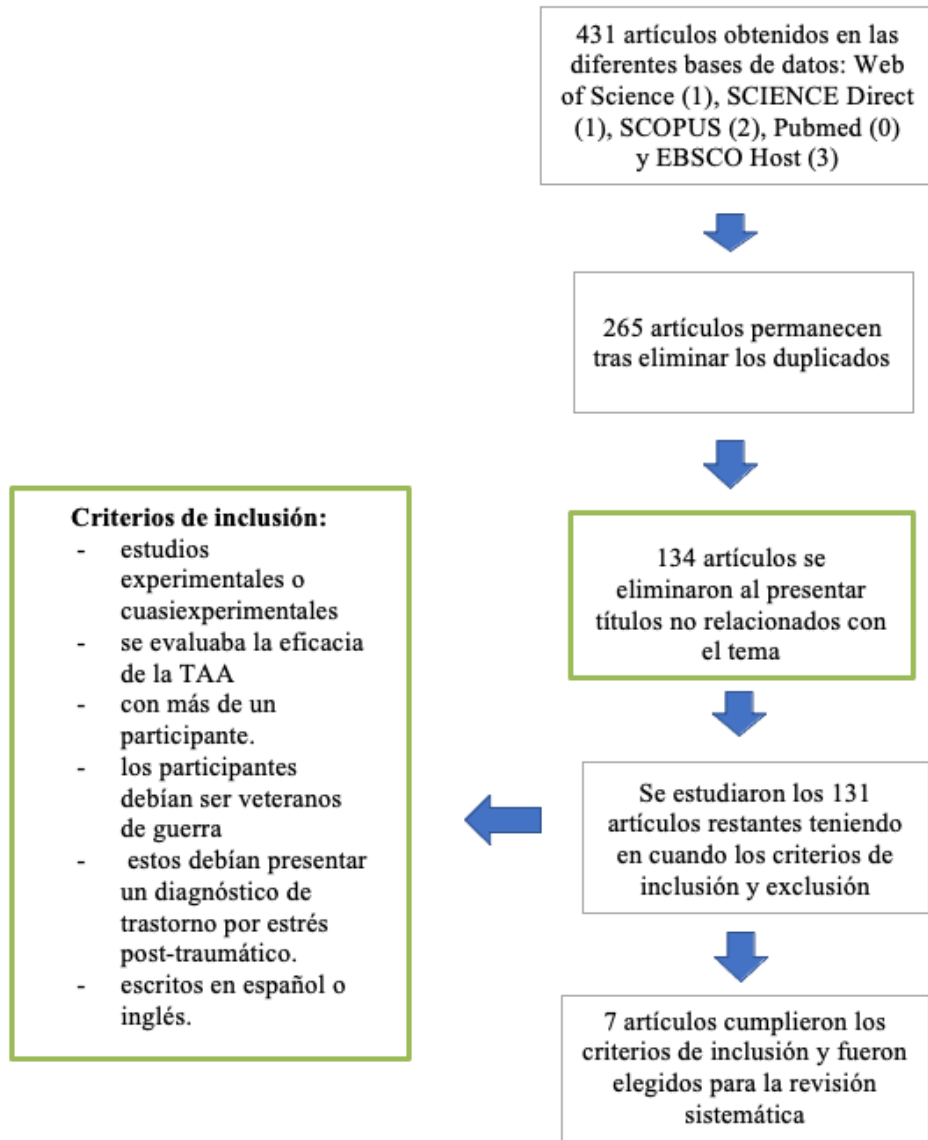 431 artículos obtenidos en las
diferentes bases de datos: Web
of Science (1), SCIENCE Direct
(1), SCOPUS (2), Pubmed (0)
y EBSCO Host (3)
265 artículos permanecen
tras eliminar los duplicados
134 artículos se
eliminaron al presentar
títulos no relacionados con
el tema
Se estudiaron los 131
artículos restantes teniendo
en cuando los criterios de
inclusión y exclusión
Criterios de inclusión:
- estudios
experimentales o
cuasiexperimentales
- se evaluaba la eficacia
de la TAA
- con más de un
participante.
- los participantes
debían ser veteranos
de guerra
- estos debían presentar
un diagnóstico de
trastorno por estrés
post-traumático.
- escritos en español o
inglés.
7 artículos cumplieron los
criterios de inclusión y fueron
elegidos para la revisión
sistemática